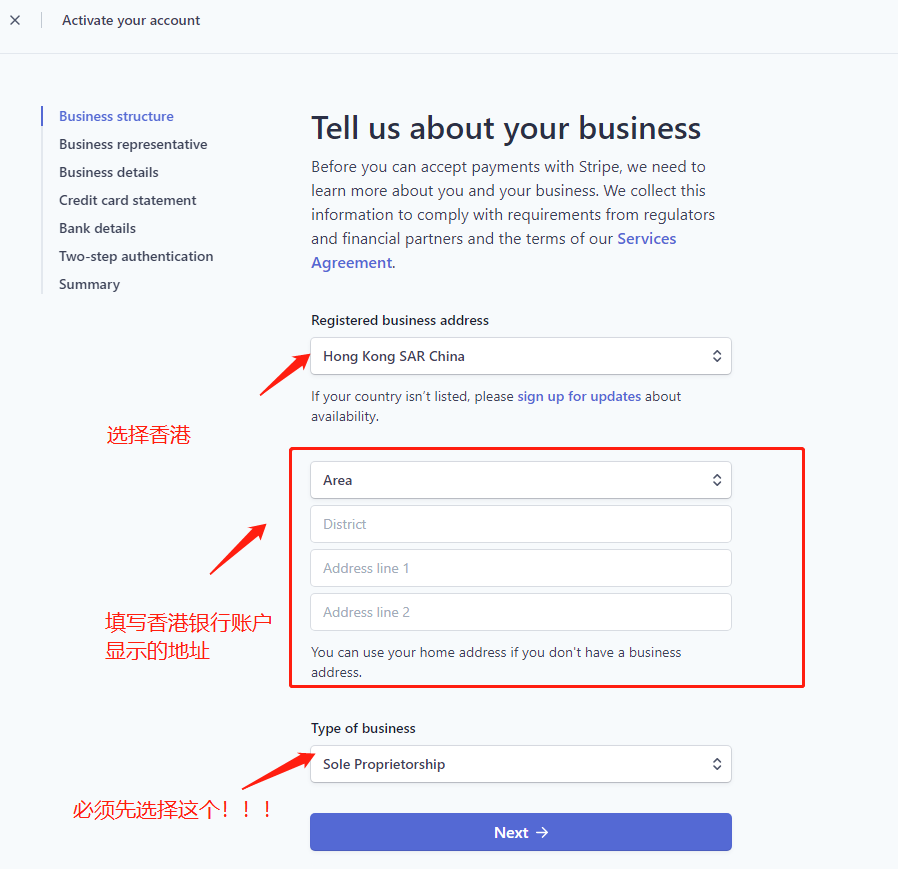 Activate your account
Business structure
Business representative
Business details
Credit card statement
Bank details
Two-step authentication
Summary
Tell us about your business
Before you can accept payments with Stripe, we need to
learn more about you and your business. We collect this
information to comply with requirements from regulators
and financial partners and the terms of our Services
Agreement.
Registered business address
Hong Kong SAR China
If your country isn't listed, please sign up for updates about
availability.
选择香港
Area
District
Address line 1
Address line 2
填写香港银行账户
显示的地址
You can use your home address if you don't have a business
address.
Type of business
Sole Proprietorship
必须先选择这个！！！
Next →